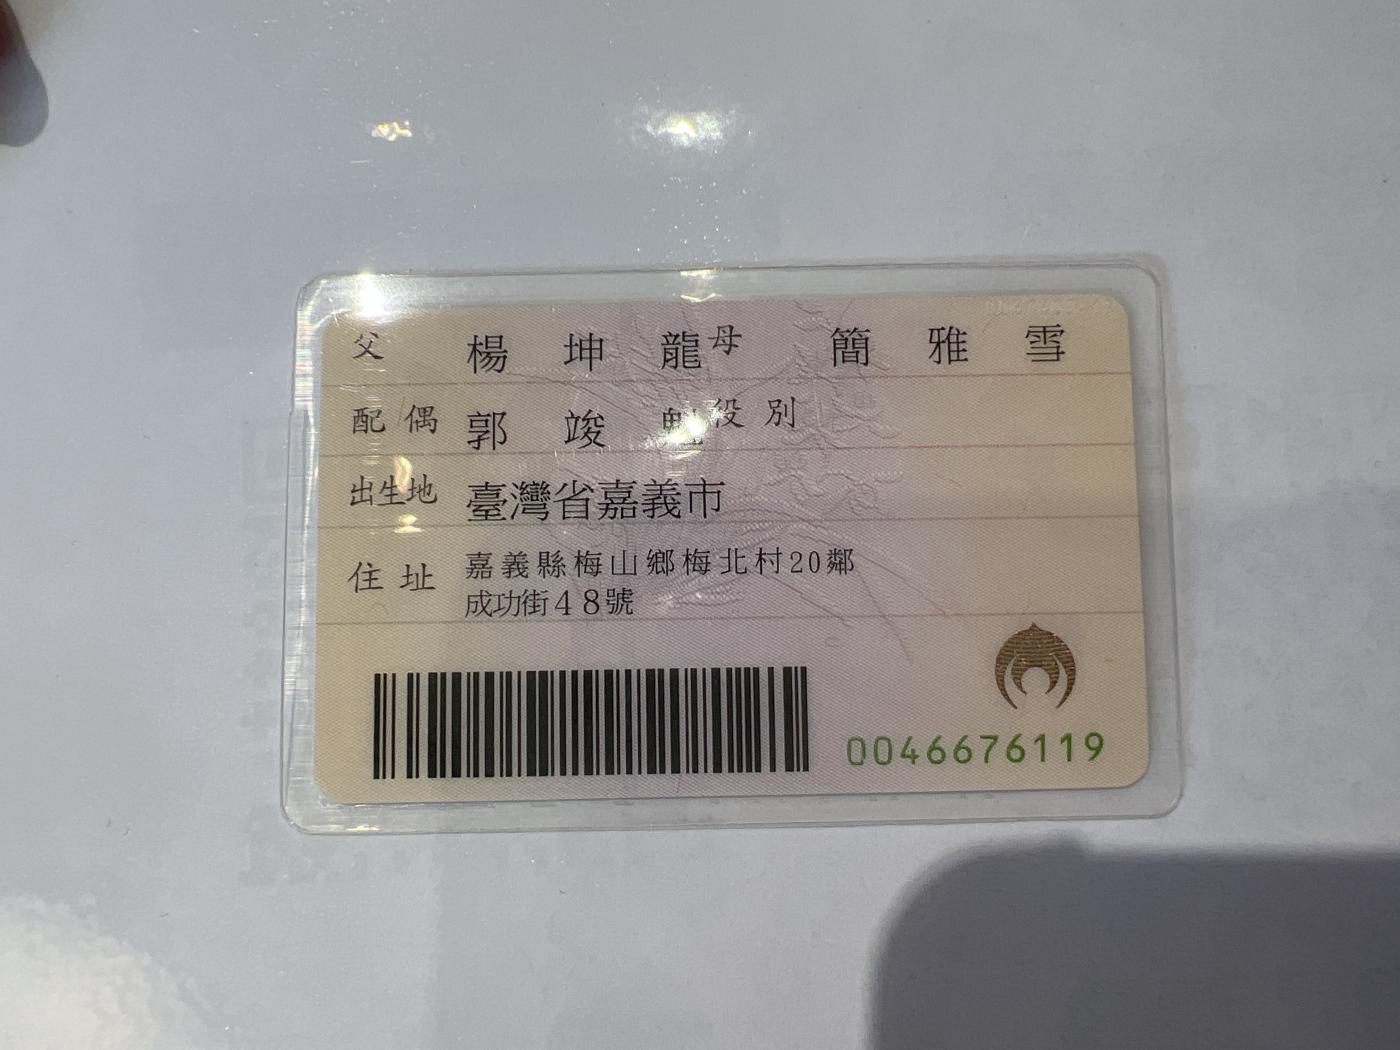 父 楊坤龍 母 簡雅雪
配偶 郭竣魁 役別
出生地 臺灣省嘉義市
住址 嘉義縣梅山鄉梅北村20鄰
成功街48號
0046676119